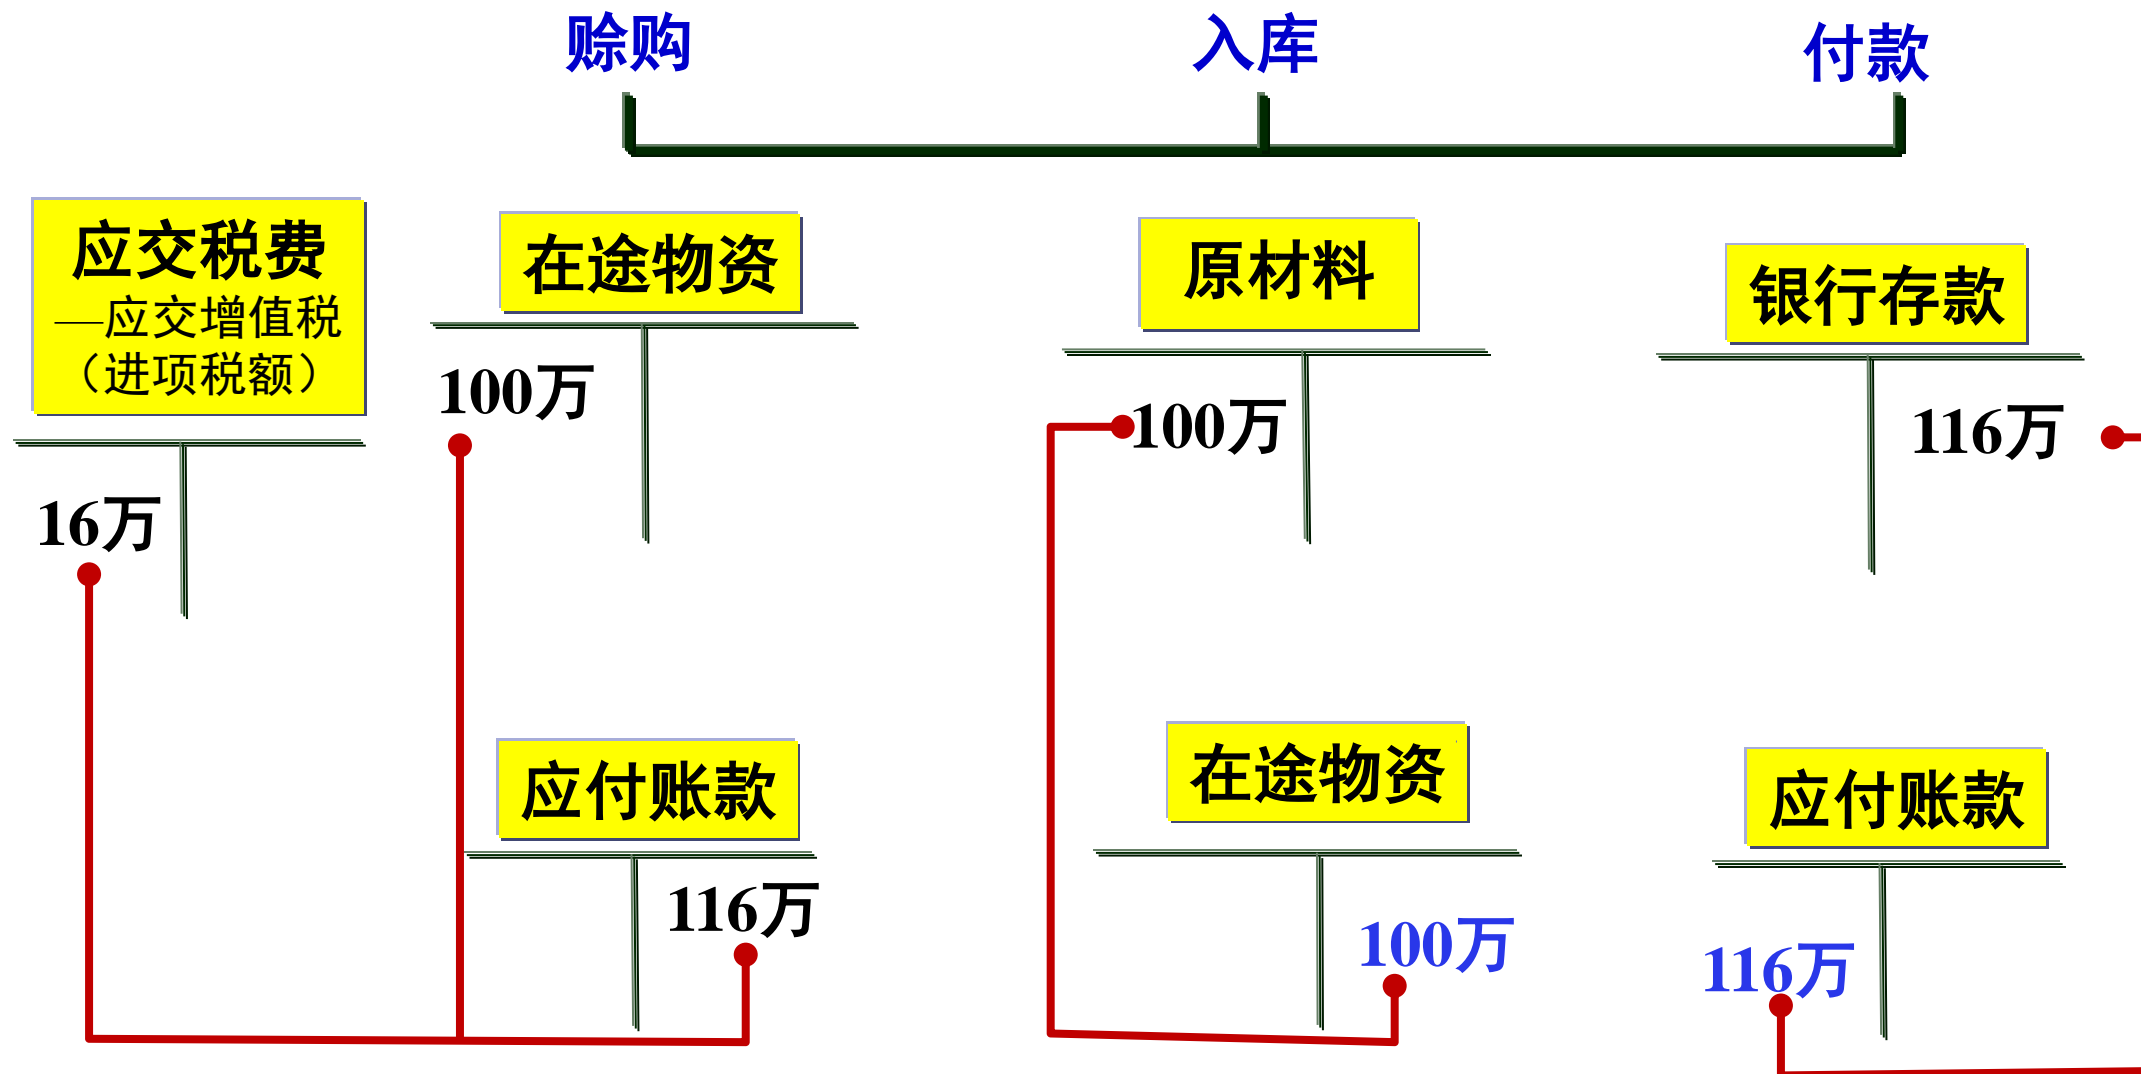 赊购
入库
付款
应交税费
—应交增值税
（进项税额）
16万
在途物资
100万
应付账款
116万
原材料
100万
在途物资
100万
银行存款
116万
应付账款
116万